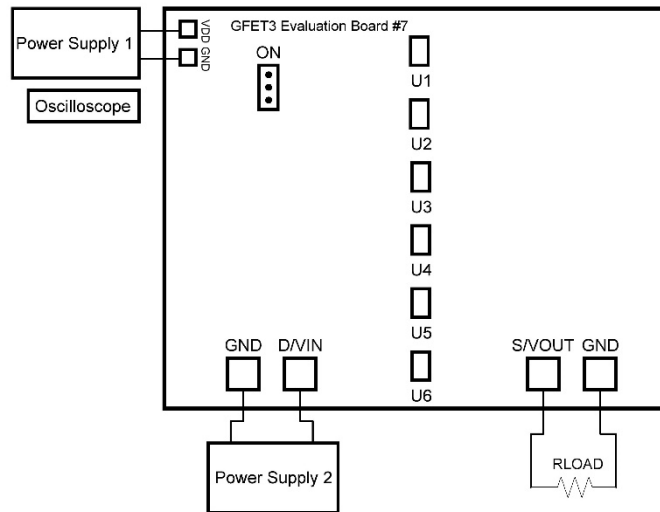 Power Supply 1
VDD
GND
GFET3 Evaluation Board #7
ON
Oscilloscope
U1
U2
U3
U4
U5
U6
GND D/VIN
S/VOUT GND
Power Supply 2
RLOAD